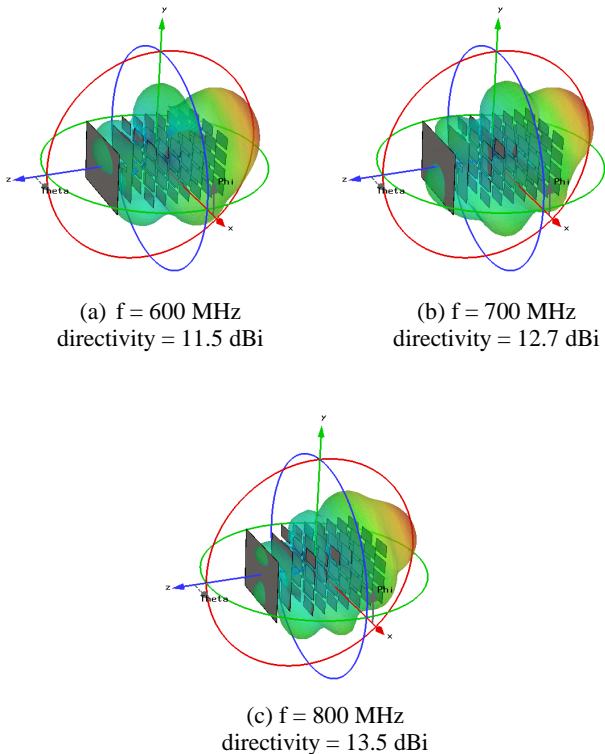 y
z
Theta
Phi
x
y
z
Theta
Phi
x
(a) f = 600 MHz
directivity = 11.5 dBi
(b) f = 700 MHz
directivity = 12.7 dBi
y
z
Theta
Phi
x
(c) f = 800 MHz
directivity = 13.5 dBi